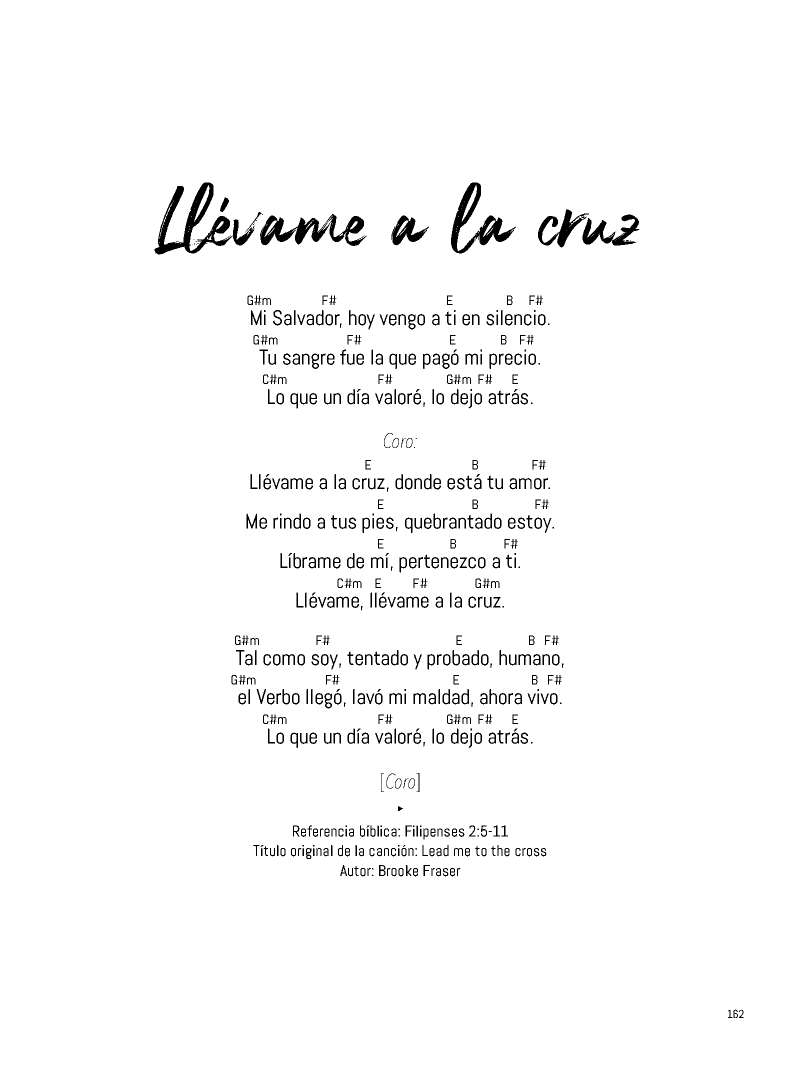 Llévame a la cruz
G#m F# E B F#
Mi Salvador, hoy vengo a ti en silencio.
G#m F# E B F#
Tu sangre fue la que pagó mi precio.
C#m F# G#m F# E
Lo que un día valoré, lo dejo atrás.
Coro:
E B F#
Llévame a la cruz, donde está tu amor.
E B F#
Me rindo a tus pies, quebrantado estoy.
E B F#
Líbrame de mí, pertenezco a ti.
C#m E F# G#m
Llévame, llévame a la cruz.
G#m F# E B F#
Tal como soy, tentado y probado, humano,
G#m F# E B F#
el Verbo llegó, lavó mi maldad, ahora vivo.
C#m F# G#m F# E
Lo que un día valoré, lo dejo atrás.
[Coro]
Referencia bíblica: Filipenses 2:5-11
Título original de la canción: Lead me to the cross
Autor: Brooke Fraser
162